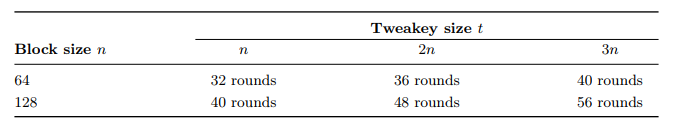 Tweakey size t
Block size n n 2n 3n
64 32 rounds 36 rounds 40 rounds
128 40 rounds 48 rounds 56 rounds